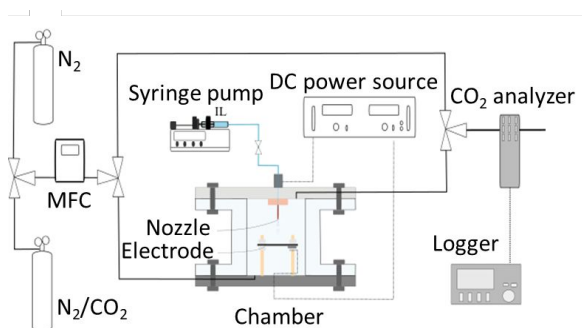 N₂
Syringe pump
IL
DC power source
CO₂ analyzer
MFC
Nozzle
Electrode
Logger
N₂/CO₂
Chamber